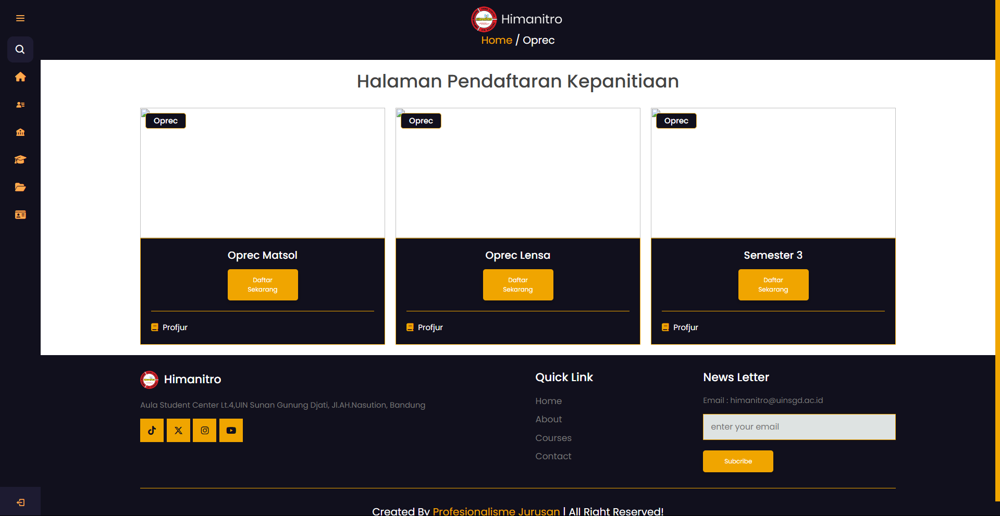 Himanitro
Home / Oprec
Halaman Pendaftaran Kepanitiaan
Oprec
Oprec
Oprec
Oprec Matsol
Daftar
Sekarang
Profjur
Oprec Lensa
Daftar
Sekarang
Profjur
Semester 3
Daftar
Sekarang
Profjur
Himanitro
Aula Student Center Lt.4,UIN Sunan Gunung Djati, Jl.AH.Nasution, Bandung
Quick Link
Home
About
Courses
Contact
News Letter
Email : himanitro@uinsgd.ac.id
enter your email
Subcribe
Created By Profesionalisme Jurusan | All Right Reserved!